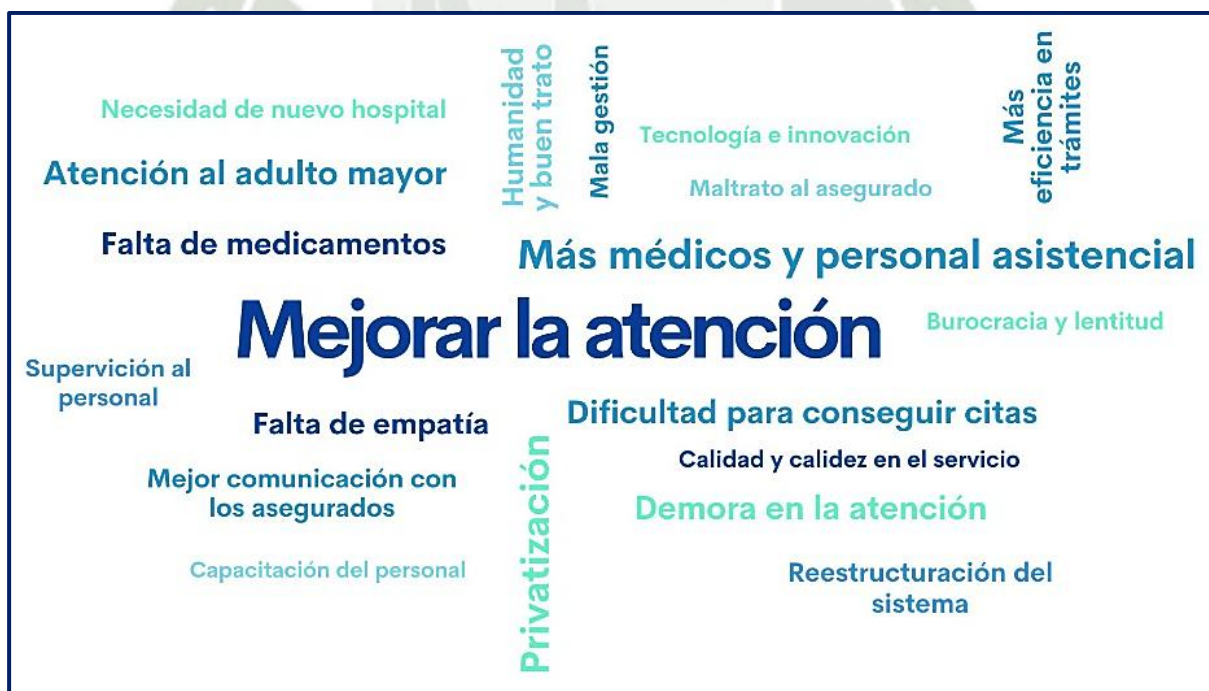 Humanidad
y buen trato
Mala gestión
Más
eficiencia en
trámites
Necesidad de nuevo hospital
Tecnología e innovación
Atención al adulto mayor
Maltrato al asegurado
Falta de medicamentos
Más médicos y personal asistencial
Mejorar la atención
Burocracia y lentitud
Supervisión al
personal
Falta de empatía
Dificultad para conseguir citas
Calidad y calidez en el servicio
Mejor comunicación con
los asegurados
Privatización
Demora en la atención
Capacitación del personal
Reestructuración del
sistema